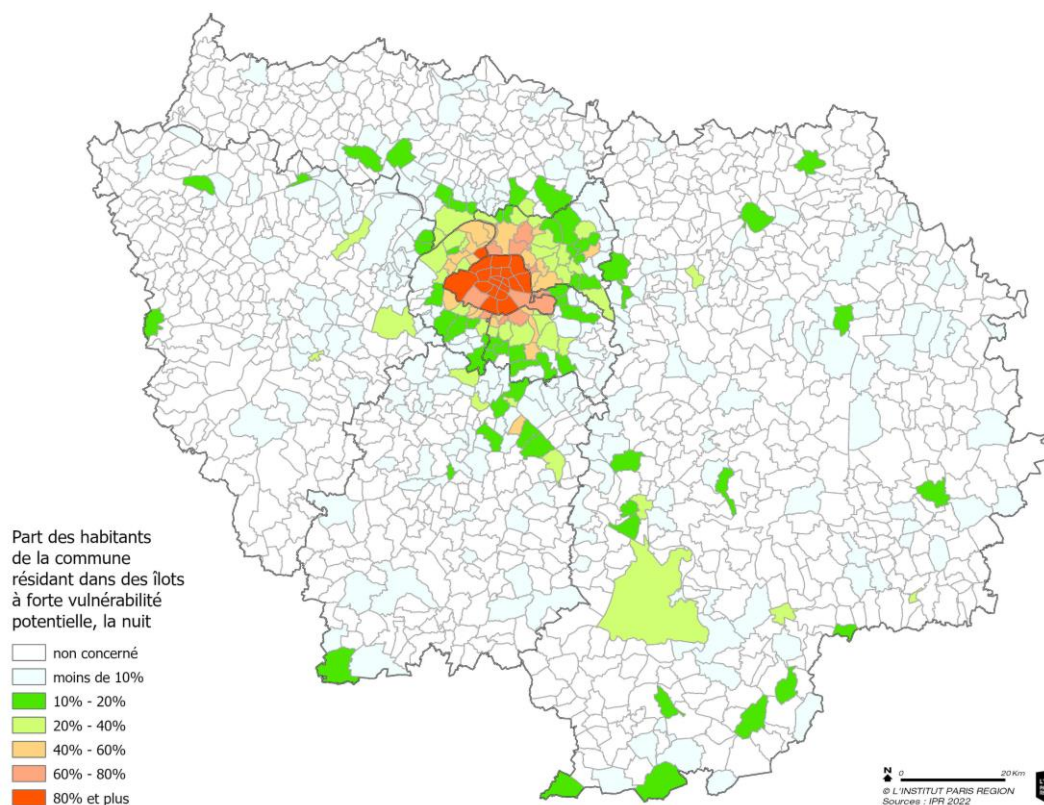 Part des habitants
de la commune
résidant dans des îlots
à forte vulnérabilité
potentielle, la nuit
non concerné
moins de 10%
10% - 20%
20% - 40%
40% - 60%
60% - 80%
80% et plus
N 0 20Km
© L'INSTITUT PARIS REGION
Sources : IPR 2022